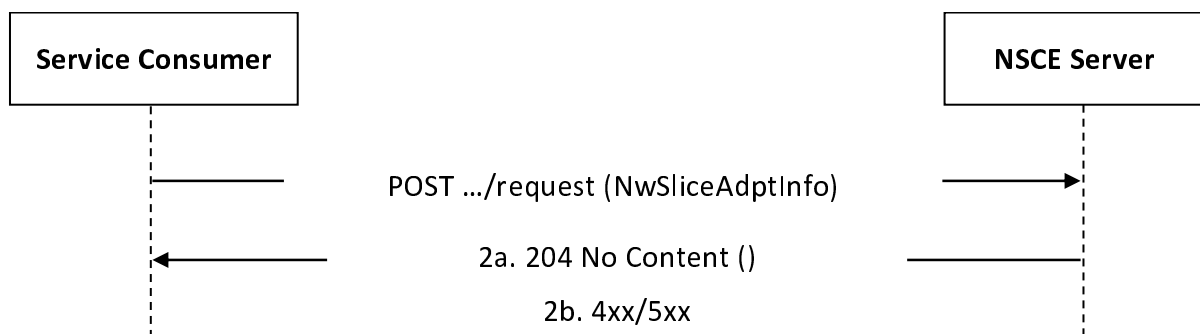 Service Consumer
NSCE Server
POST …/request (NwSliceAdptInfo)
2a. 204 No Content ()
2b. 4xx/5xx